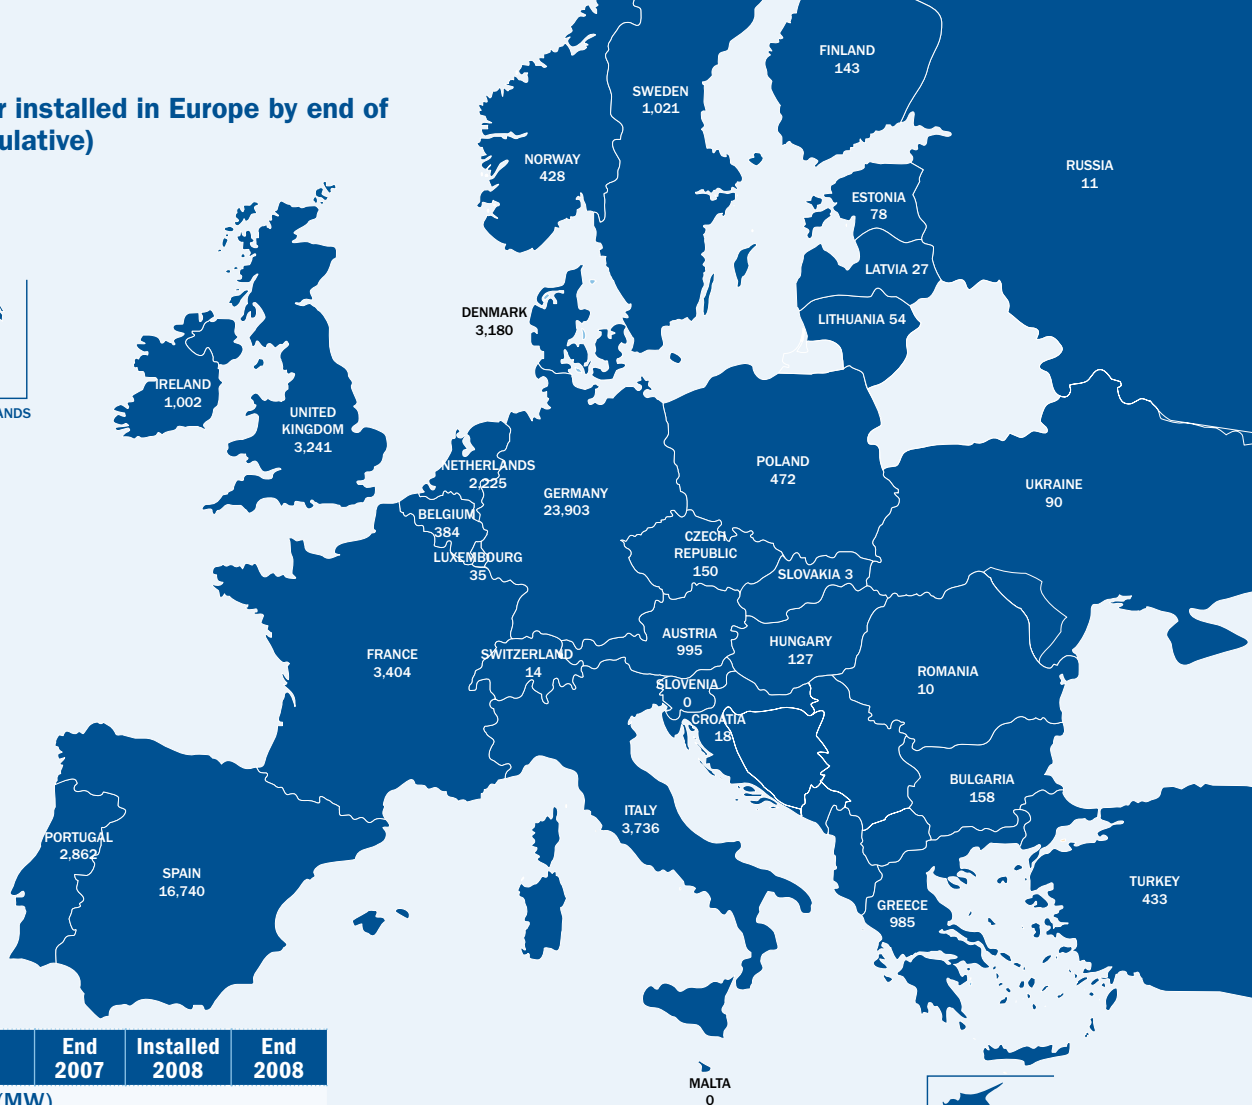 r installed in Europe by end of
ulative)
FINLAND
143
SWEDEN
1,021
NORWAY
428
RUSSIA
11
ESTONIA
78
LATVIA 27
LITHUANIA 54
DENMARK
3,180
IRELAND
1,002
ANDS
UNITED
KINGDOM
3,241
NETHERLANDS
2,225
GERMANY
23,903
POLAND
472
UKRAINE
90
BELGIUM
384
LUXEMBOURG
35
CZECH
REPUBLIC
150
SLOVAKIA 3
FRANCE
3,404
SWITZERLAND
14
AUSTRIA
995
HUNGARY
127
ROMANIA
10
SLOVENIA
0
CROATIA
18
BULGARIA
158
ITALY
3,736
PORTUGAL
2,862
SPAIN
16,740
GREECE
985
TURKEY
433
End
2007
Installed
2008
End
2008
(MW)
MALTA
0